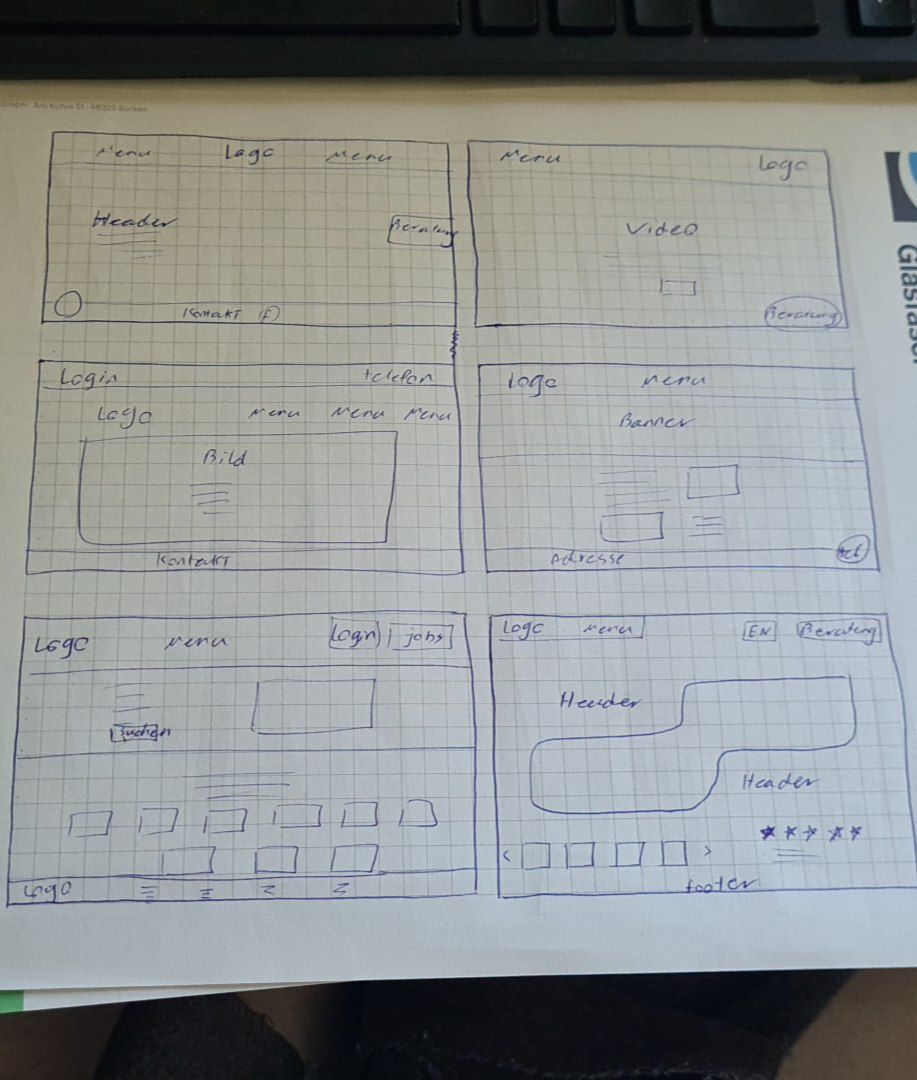 GmbH · Am Kuhm 31 · 46325 Borken
Menu Logo Menu
Header
Beratung
Kontakt f
Menu Logo
Video
Beratung
Login telefon
Logo Menu Menu Menu
Bild
Kontakt
Logo Menu
Banner
Adresse tel
Logo Menu Login | jobs
Suchen
Logo
Logo Menu EN Beratung
Header
Header
< >
footer
Glasfaser